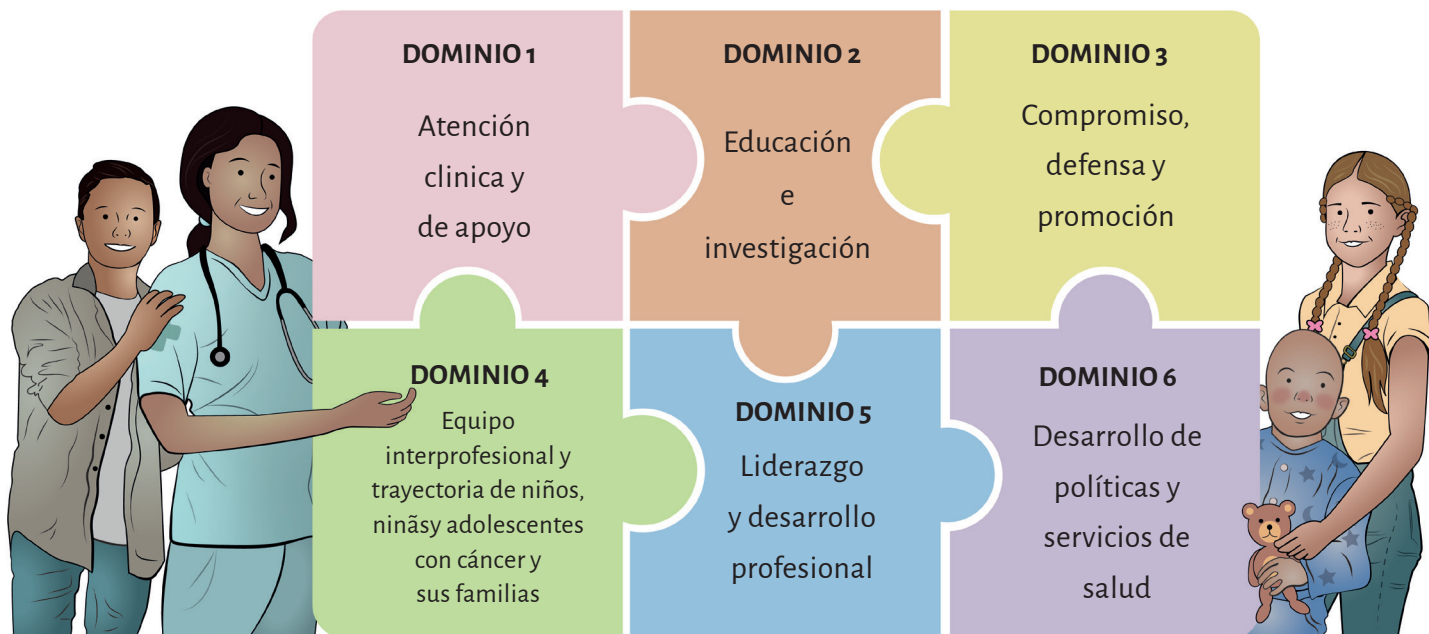 DOMINIO 1
Atención
clinica y
de apoyo
DOMINIO 2
Educación
e
investigación
DOMINIO 3
Compromiso,
defensa y
promoción
DOMINIO 4
Equipo
interprofesional y
trayectoria de niños,
ninãsy adolescentes
con cáncer y
sus familias
DOMINIO 5
Liderazgo
y desarrollo
profesional
DOMINIO 6
Desarrollo de
políticas y
servicios de
salud